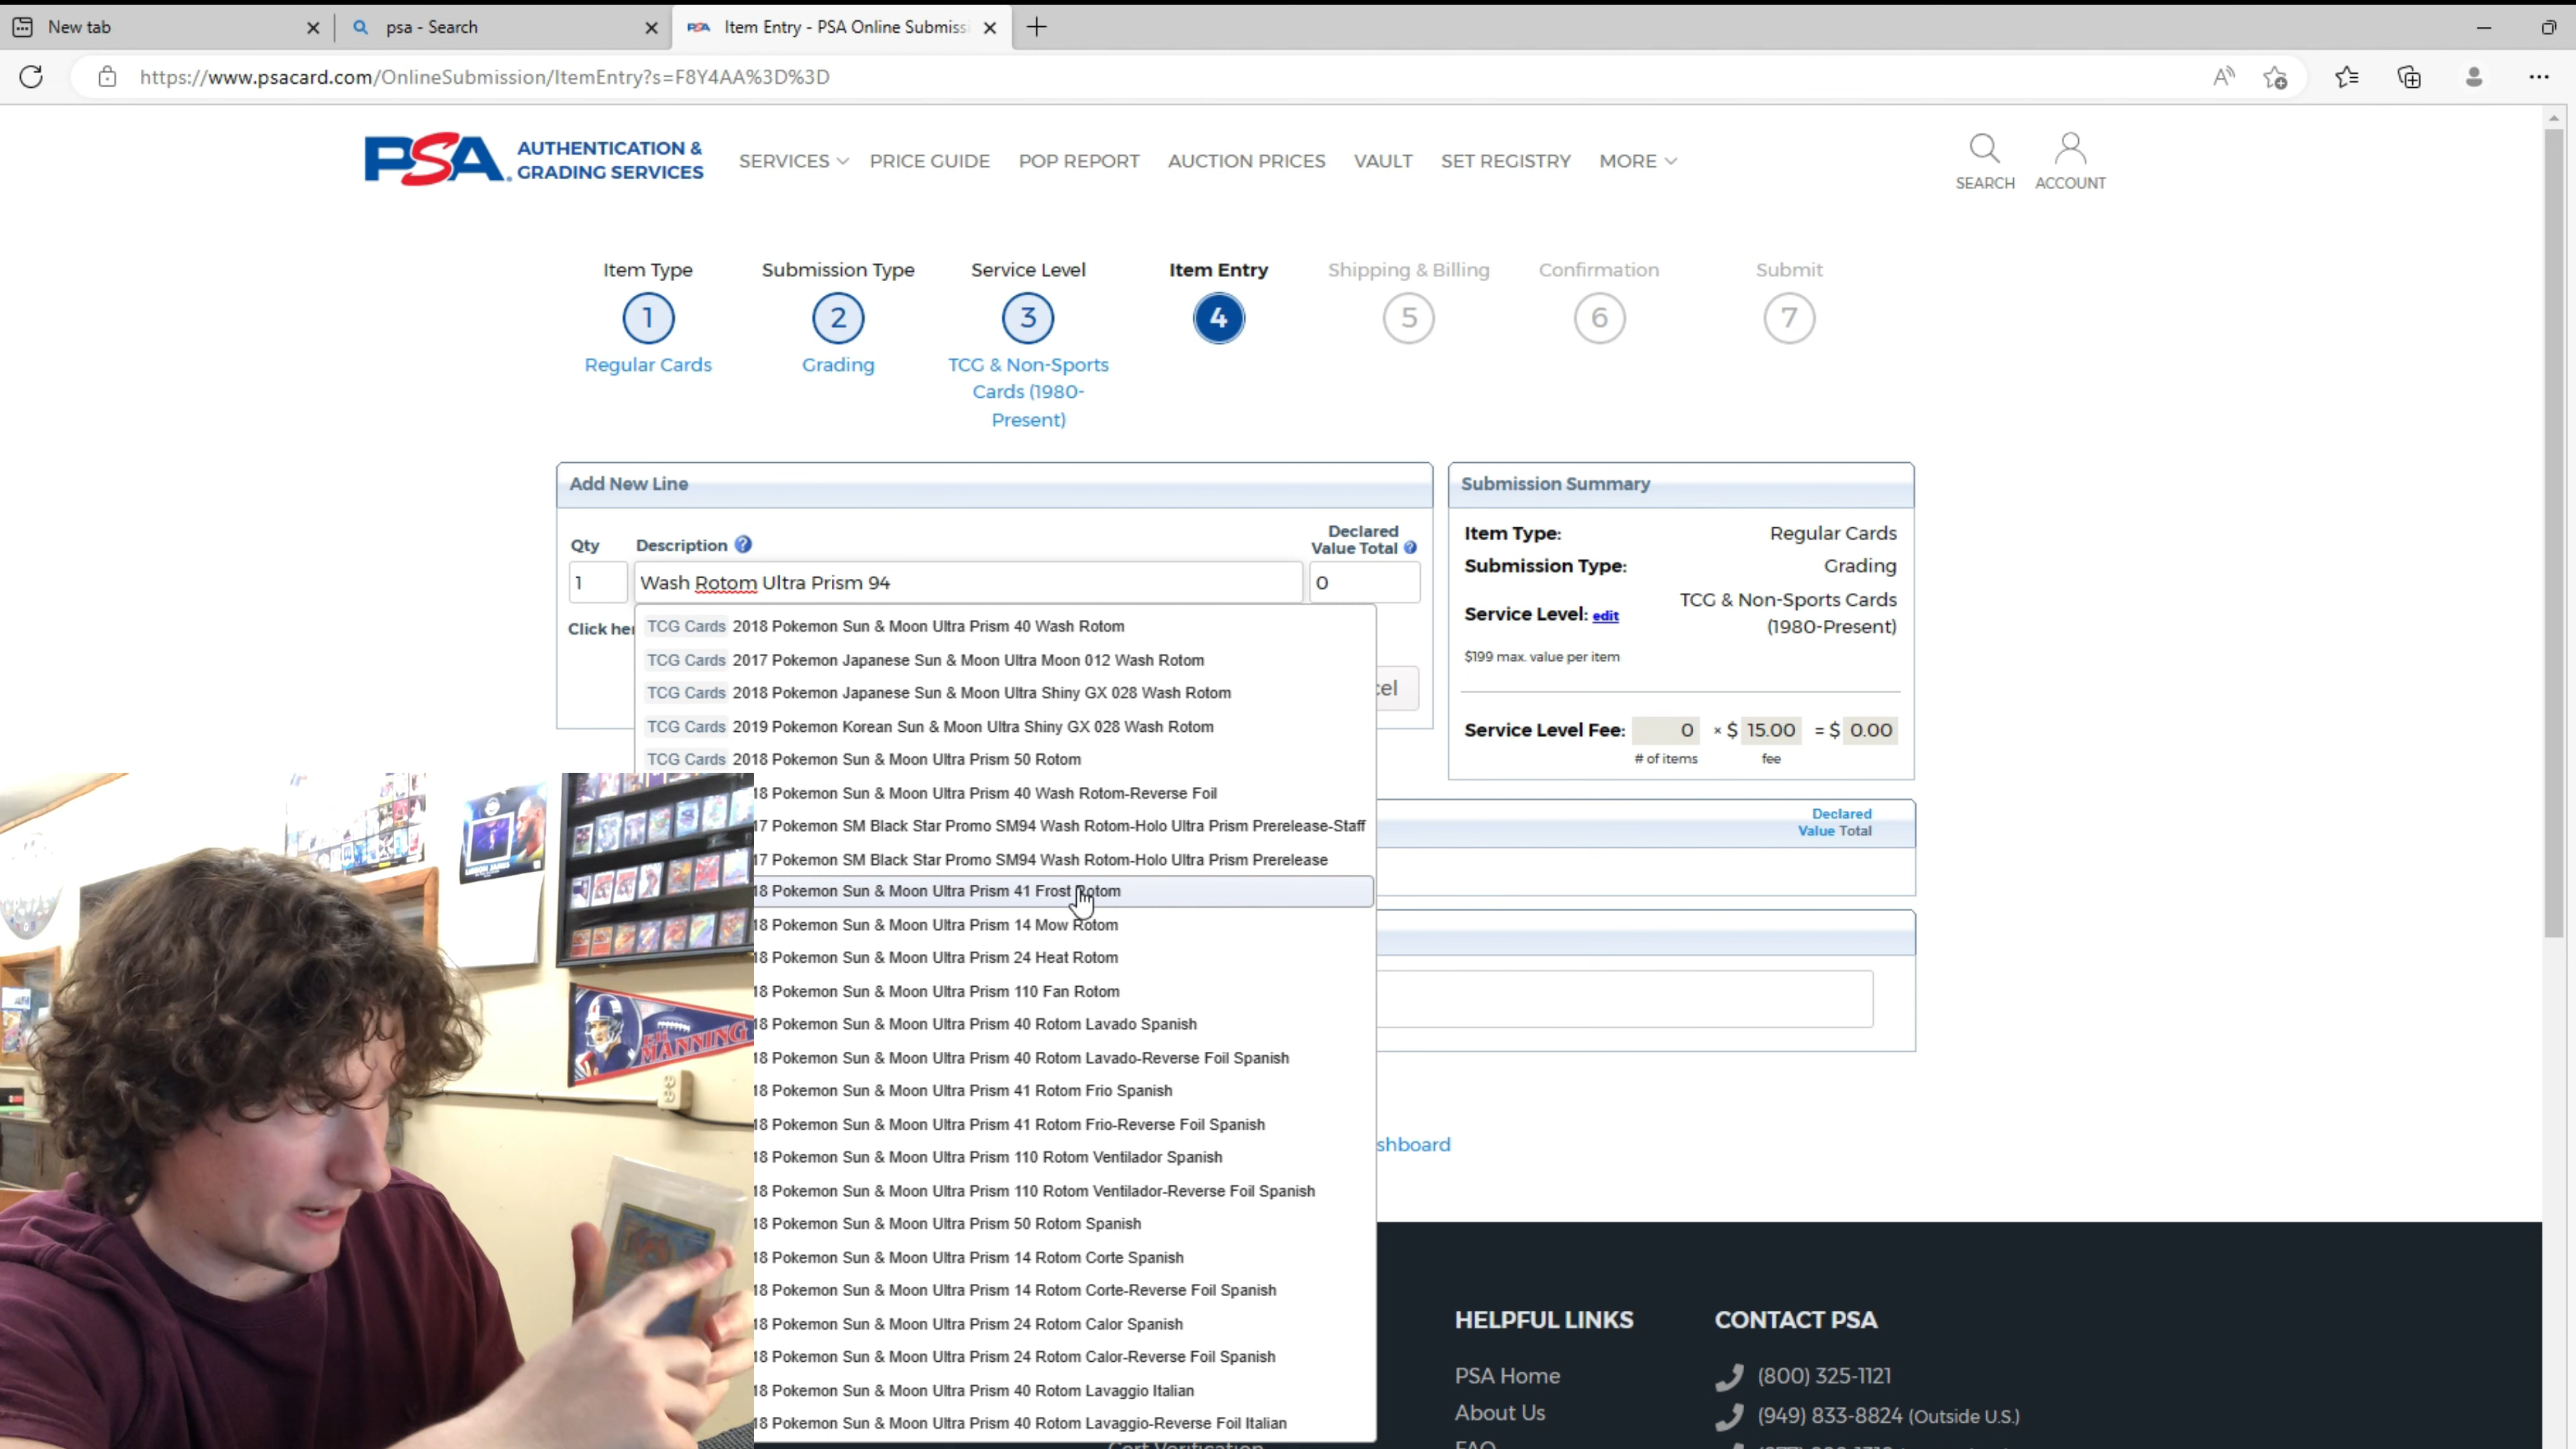 New tab
psa - Search
Item Entry - PSA Online Submiss
https://www.psacard.com/OnlineSubmission/ItemEntry?s=F8Y4AA%3D%3D
PSA AUTHENTICATION &
GRADING SERVICES
SERVICES PRICE GUIDE POP REPORT AUCTION PRICES VAULT SET REGISTRY MORE
SEARCH ACCOUNT
Item Type Submission Type Service Level Item Entry Shipping & Billing Confirmation Submit
1 2 3 4 5 6 7
Regular Cards Grading TCG & Non-Sports
Cards (1980-
Present)
Add New Line
Qty Description ? Declared
Value Total ?
1 Wash Rotom Ultra Prism 94 0
Click her
cel
TCG Cards 2018 Pokemon Sun & Moon Ultra Prism 40 Wash Rotom
TCG Cards 2017 Pokemon Japanese Sun & Moon Ultra Moon 012 Wash Rotom
TCG Cards 2018 Pokemon Japanese Sun & Moon Ultra Shiny GX 028 Wash Rotom
TCG Cards 2019 Pokemon Korean Sun & Moon Ultra Shiny GX 028 Wash Rotom
TCG Cards 2018 Pokemon Sun & Moon Ultra Prism 50 Rotom
18 Pokemon Sun & Moon Ultra Prism 40 Wash Rotom-Reverse Foil
17 Pokemon SM Black Star Promo SM94 Wash Rotom-Holo Ultra Prism Prerelease-Staff
17 Pokemon SM Black Star Promo SM94 Wash Rotom-Holo Ultra Prism Prerelease
18 Pokemon Sun & Moon Ultra Prism 41 Frost Rotom
18 Pokemon Sun & Moon Ultra Prism 14 Mow Rotom
18 Pokemon Sun & Moon Ultra Prism 24 Heat Rotom
18 Pokemon Sun & Moon Ultra Prism 110 Fan Rotom
18 Pokemon Sun & Moon Ultra Prism 40 Rotom Lavado Spanish
18 Pokemon Sun & Moon Ultra Prism 40 Rotom Lavado-Reverse Foil Spanish
18 Pokemon Sun & Moon Ultra Prism 41 Rotom Frio Spanish
18 Pokemon Sun & Moon Ultra Prism 41 Rotom Frio-Reverse Foil Spanish
18 Pokemon Sun & Moon Ultra Prism 110 Rotom Ventilador Spanish
18 Pokemon Sun & Moon Ultra Prism 110 Rotom Ventilador-Reverse Foil Spanish
18 Pokemon Sun & Moon Ultra Prism 50 Rotom Spanish
18 Pokemon Sun & Moon Ultra Prism 14 Rotom Corte Spanish
18 Pokemon Sun & Moon Ultra Prism 14 Rotom Corte-Reverse Foil Spanish
18 Pokemon Sun & Moon Ultra Prism 24 Rotom Calor Spanish
18 Pokemon Sun & Moon Ultra Prism 24 Rotom Calor-Reverse Foil Spanish
18 Pokemon Sun & Moon Ultra Prism 40 Rotom Lavaggio Italian
18 Pokemon Sun & Moon Ultra Prism 40 Rotom Lavaggio-Reverse Foil Italian
Submission Summary
Item Type: Regular Cards
Submission Type: Grading
Service Level: edit TCG & Non-Sports Cards
(1980-Present)
$199 max. value per item
Service Level Fee: 0 × $ 15.00 = $ 0.00
# of items fee
Declared
Value Total
shboard
MANNING
HELPFUL LINKS
PSA Home
About Us
FAQ
CONTACT PSA
(800) 325-1121
(949) 833-8824 (Outside U.S.)
Cert Verification